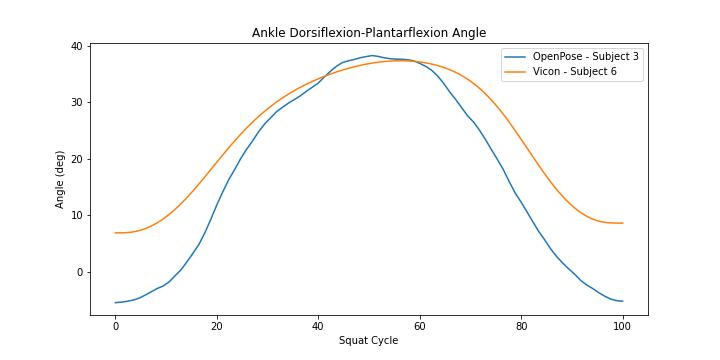 Ankle Dorsiflexion-Plantarflexion Angle
OpenPose - Subject 3
Vicon - Subject 6
Angle (deg)
40
30
20
10
0
0 20 40 60 80 100
Squat Cycle